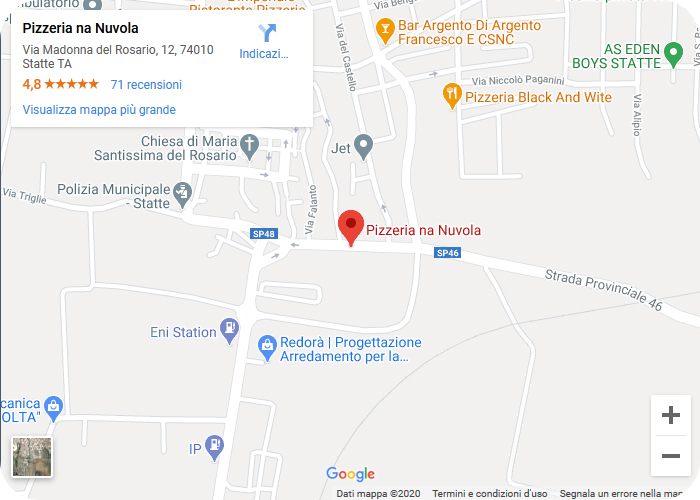 Pizzeria na Nuvola
Via Madonna del Rosario, 12, 74010
Statte TA
Indicazi...
4,8
71 recensioni
Visualizza mappa più grande
Ristorante Pizzeria
Bar Argento Di Argento
Francesco E CSNC
AS EDEN
BOYS STATTE
Via del Castello
Via Niccolò Paganini
Pizzeria Black And Wite
Via Alipio
Chiesa di Maria
Santissima del Rosario
Jet
Polizia Municipale
- Statte
Via Triglie
Via Falanto
Pizzeria na Nuvola
SP48
SP46
Strada Provinciale 46
Eni Station
Redorà | Progettazione
Arredamento per la...
canica
OLTA"
IP
Google
Dati mappa ©2020
Termini e condizioni d'uso
Segnala un errore nella map